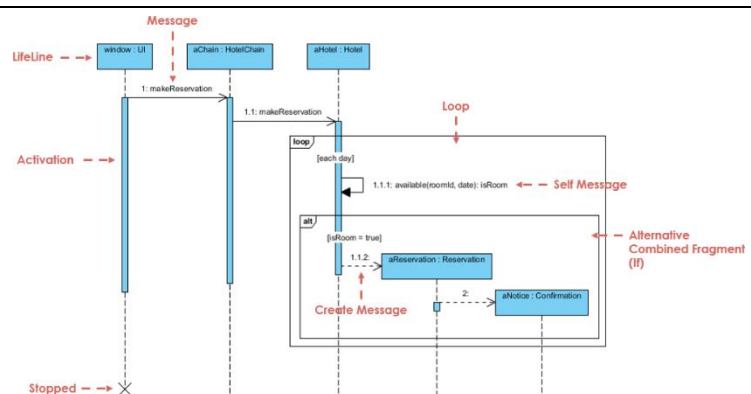 Message
window : UI
aChain : HotelChain
aHotel : Hotel
LifeLine
1: makeReservation
1.1: makeReservation
Loop
loop
[each day]
Activation
1.1.1: available(roomId, date): isRoom
Self Message
alt
[isRoom = true]
Alternative
Combined Fragment
(if)
1.1.2:
aReservation : Reservation
2:
aNotice : Confirmation
Create Message
Stopped